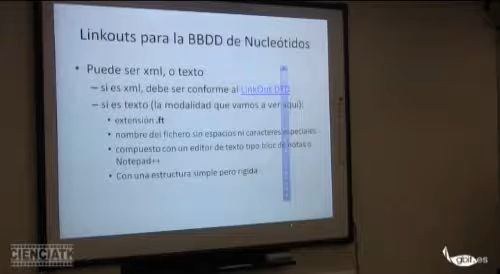 Linkouts para la BBDD de Nucleótidos
• Puede ser xml, o texto
– si es xml, debe ser conforme al LinkOut DTD
– si es texto (la modalidad que vamos a ver aquí):
• extensión .ft
• nombre del fichero sin espacios ni caracteres especiales
• compuesto con un editor de texto tipo bloc de notas o
Notepad++
• Con una estructura simple pero rígida
CIENCIATK
gbif.es